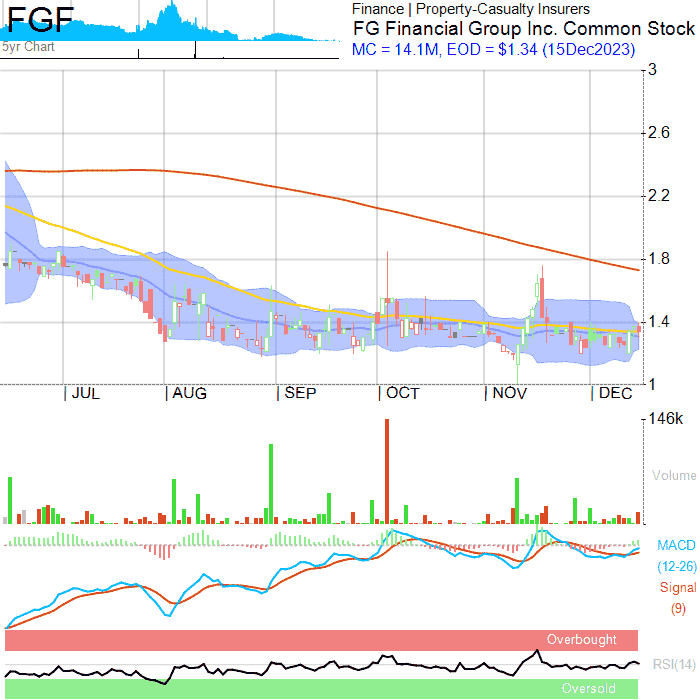 FGF
5yr Chart
Finance | Property-Casualty Insurers
FG Financial Group Inc. Common Stock
MC = 14.1M, EOD = $1.34 (15Dec2023)
3
2.6
2.2
1.8
1.4
1
JUL AUG SEP OCT NOV DEC
146k
Volume
MACD
(12-26)
Signal
(9)
Overbought
RSI(14)
Oversold